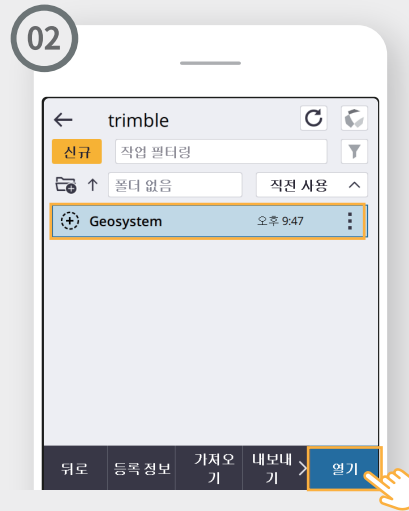 02
trimble
신규 작업 필터링
폴더 없음 직전 사용
Geosystem 오후 9:47
뒤로 등록 정보 가져오기 내보내기 열기